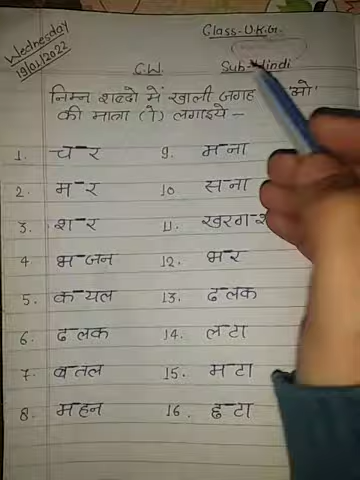 Wednesday
19/01/2022
Class-U.K.G.
C.W.
Sub-Hindi
निम्न शब्दो में खाली जगह 'ओ'
की मात्रा (ो) लगाइये -
1. च-र 9. म-ना
2. म-र 10 स-ना
3. श-र 11. खरग-श
4 भ-जन 12. भ-र
5. क-यल 13. ढ-लक
6. ढ-लक 14. ल-टा
7. ब-तल 15. म-टा
8. म-हन 16. छ-टा